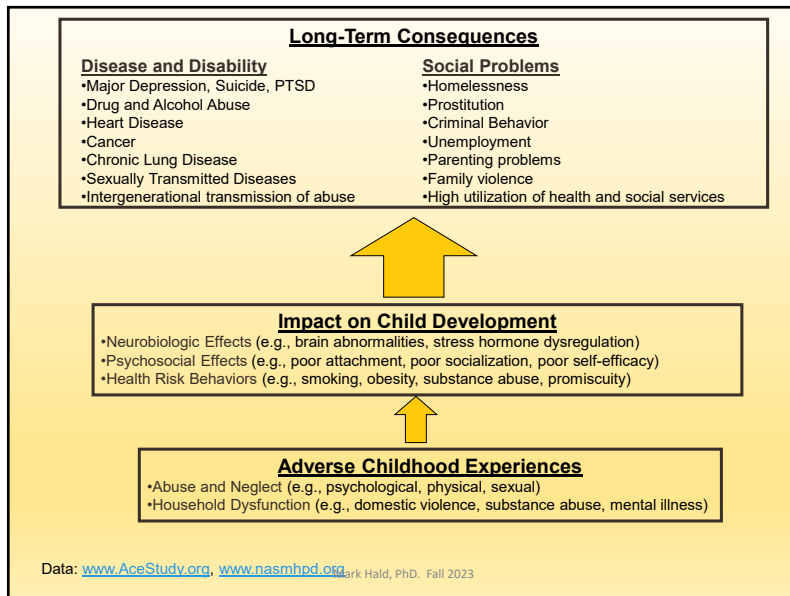 Long-Term Consequences
Disease and Disability
•Major Depression, Suicide, PTSD
•Drug and Alcohol Abuse
•Heart Disease
•Cancer
•Chronic Lung Disease
•Sexually Transmitted Diseases
•Intergenerational transmission of abuse
Social Problems
•Homelessness
•Prostitution
•Criminal Behavior
•Unemployment
•Parenting problems
•Family violence
•High utilization of health and social services
Impact on Child Development
•Neurobiologic Effects (e.g., brain abnormalities, stress hormone dysregulation)
•Psychosocial Effects (e.g., poor attachment, poor socialization, poor self-efficacy)
•Health Risk Behaviors (e.g., smoking, obesity, substance abuse, promiscuity)
Adverse Childhood Experiences
•Abuse and Neglect (e.g., psychological, physical, sexual)
•Household Dysfunction (e.g., domestic violence, substance abuse, mental illness)
Data: www.AceStudy.org, www.nasmhpd.org
Mark Hald, PhD. Fall 2023